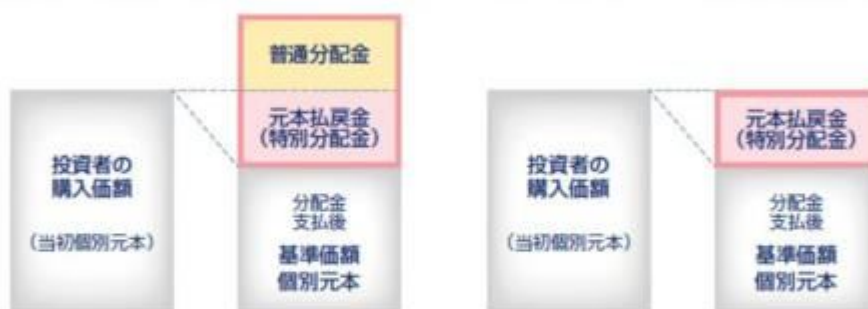 投資者の
購入価額
(当初個別元本)
普通分配金
元本払戻金
(特別分配金)
分配金
支払後
基準価額
個別元本
投資者の
購入価額
(当初個別元本)
元本払戻金
(特別分配金)
分配金
支払後
基準価額
個別元本